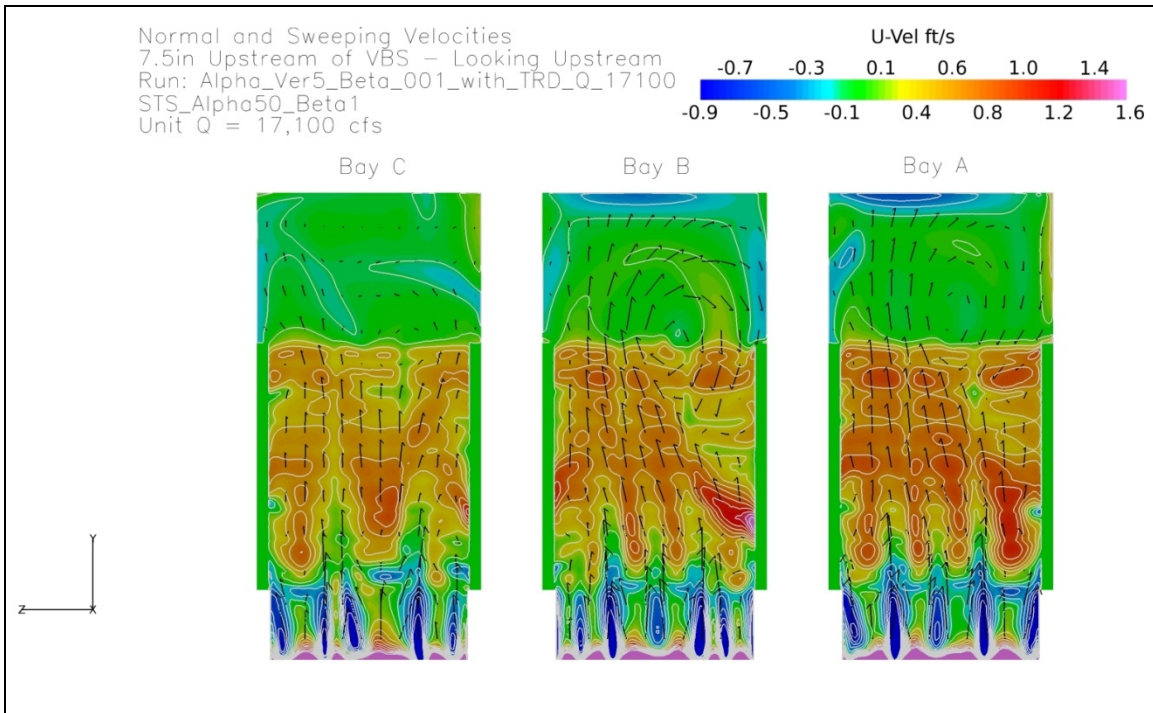 Normal and Sweeping Velocities
7.5in Upstream of VBS – Looking Upstream
Run: Alpha_Ver5_Beta_001_with_TRD_Q_17100
STS_Alpha50_Beta1
Unit Q = 17,100 cfs
U-Vel ft/s
-0.7 -0.3 0.1 0.6 1.0 1.4
-0.9 -0.5 -0.1 0.4 0.8 1.2 1.6
Bay C Bay B Bay A
Y
Z X